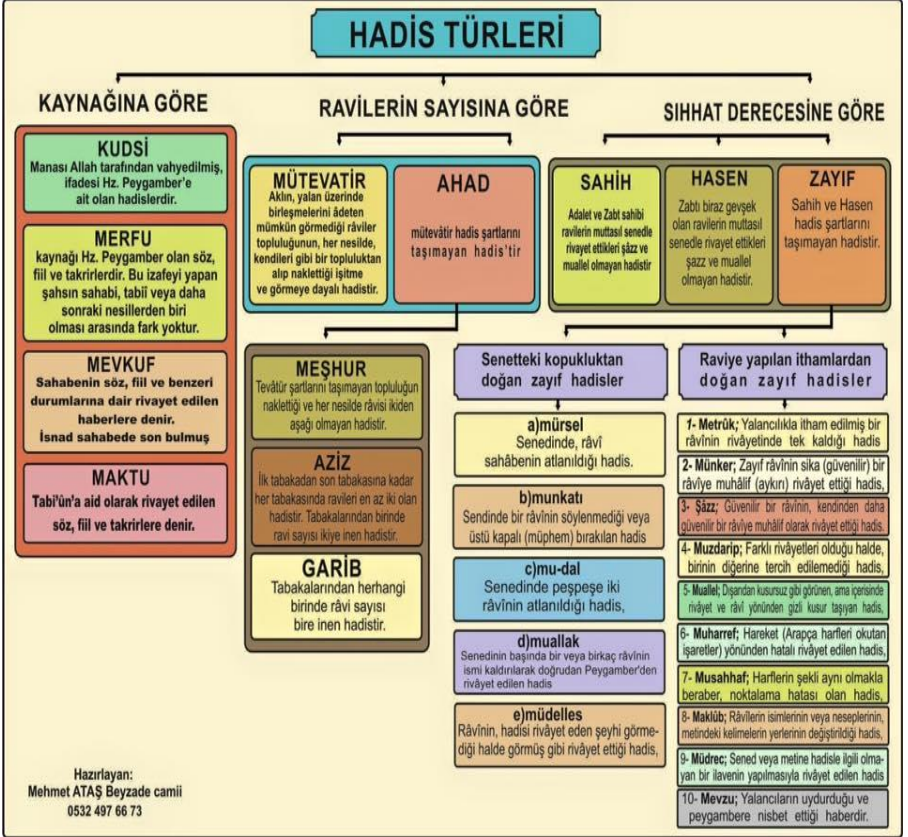 HADİS TÜRLERİ
KAYNAĞINA GÖRE
KUDSİ
Manası Allah tarafından vahyedilmiş,
ifadesi Hz. Peygamber'e
ait olan hadislerdir.
MERFU
kaynağı Hz. Peygamber olan söz,
fiil ve takrirlerdir. Bu izafeyi yapan
şahsın sahabi, tabiî veya daha
sonraki nesillerden biri
olması arasında fark yoktur.
MEVKUF
Sahabenin söz, fiil ve benzeri
durumlarına dair rivayet edilen
haberlere denir.
İsnad sahabede son bulmuş
MAKTU
Tabi'ûn'a aid olarak rivayet edilen
söz, fiil ve takrirlere denir.
RAVİLERİN SAYISINA GÖRE
MÜTEVATİR
Aklın, yalan üzerinde
birleşmelerini âdeten
mümkün görmediği râviler
topluluğunun, her nesilde,
kendileri gibi bir topluluktan
alıp naklettiği işitme
ve görmeye dayalı hadistir.
AHAD
mütevâtir hadis şartlarını
taşımayan hadis'tir
MEŞHUR
Tevâtür şartlarını taşımayan topluluğun
naklettiği ve her nesilde râvisi ikiden
aşağı olmayan hadistir.
AZİZ
İlk tabakadan son tabakasına kadar
her tabakasında ravileri en az iki olan
hadistir. Tabakalarından birinde
ravi sayısı ikiye inen hadistir.
GARİB
Tabakalarından herhangi
birinde râvi sayısı
bire inen hadistir.
SIHHAT DERECESİNE GÖRE
SAHİH
Adalet ve Zabt sahibi
ravilerin muttasıl senedle
rivayet ettikleri şâzz ve
muallel olmayan hadistir
HASEN
Zabtı biraz gevşek
olan ravilerin muttasıl
senedle rivayet ettikleri
şazz ve muallel
olmayan hadistir.
ZAYIF
Sahih ve Hasen
hadis şartlarını
taşımayan hadistir.
Senetteki kopukluktan
doğan zayıf hadisler
a)mürsel
Senedinde, râvî
sahâbenin atlanıldığı hadis.
b)munkatı
Sendinde bir râvînin söylenmediği veya
üstü kapalı (müphem) bırakılan hadis
c)mu-dal
Senedinde peşpeşe iki
râvînin atlanıldığı hadis,
d)muallak
Senedinin başında bir veya birkaç râvînin
ismi kaldırılarak doğrudan Peygamber'den
rivâyet edilen hadis
e)müdelles
Râvînin, hadisi rivâyet eden şeyhi görme-
diği halde görmüş gibi rivâyet ettiği hadis,
Raviye yapılan ithamlardan
doğan zayıf hadisler
1- Metrûk; Yalancılıkla itham edilmiş bir
râvînin rivâyetinde tek kaldığı hadis
2- Münker; Zayıf râvînin sika (güvenilir) bir
râvîye muhâlif (aykırı) rivâyet ettiği hadis,
3- Şâzz; Güvenilir bir râvînin, kendinden daha
güvenilir bir râvîye muhâlif olarak rivâyet ettiği hadis.
4- Muzdarip; Farklı rivâyetleri olduğu halde,
birinin diğerine tercih edilemediği hadis,
5- Muallel; Dışarıdan kusursuz gibi görünen, ama içerisinde
rivâyet ve râvî yönünden gizli kusur taşıyan hadis,
6- Muharref; Hareket (Arapça harfleri okutan
işaretler) yönünden hatalı rivâyet edilen hadis,
7- Musahhaf; Harflerin şekli aynı olmakla
beraber, noktalama hatası olan hadis,
8- Maklûb; Râvîlerin isimlerinin veya neseplerinin,
metindeki kelimelerin yerlerinin değiştirildiği hadis,
9- Müdrec; Sened veya metine hadisle ilgili olma-
yan bir ilavenin yapılmasıyla rivâyet edilen hadis
10- Mevzu; Yalancıların uydurduğu ve
peygambere nisbet ettiği haberdir.
Hazırlayan:
Mehmet ATAŞ Beyzade camii
0532 497 66 73